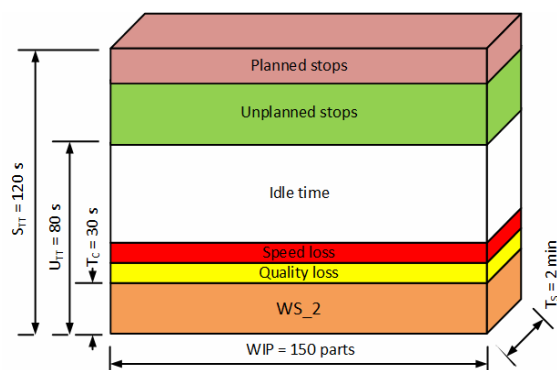 Planned stops
Unplanned stops
Idle time
Speed loss
Quality loss
WS_2
S_TT = 120 s
U_TT = 80 s
T_C = 30 s
WIP = 150 parts
T_S = 2 min